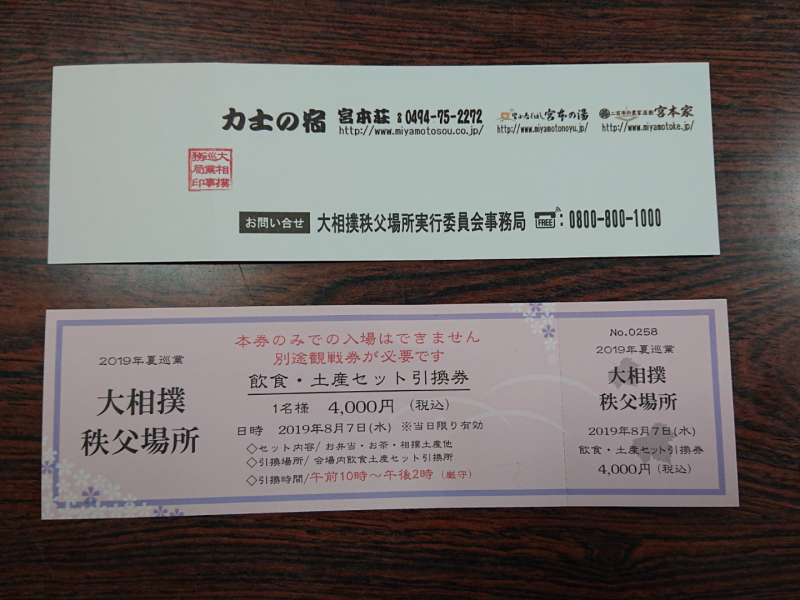 力士の宿 宮本荘 ☎0494-75-2272
http://www.miyamotosou.co.jp/
宮本の湯
http://www.miyamotonoyu.jp/
宮本家
http://www.miyamotoke.jp/
大相撲
巡業事
務局印
お問い合せ 大相撲秩父場所実行委員会事務局 FREE:0800-800-1000
2019年夏巡業
大相撲
秩父場所
本券のみでの入場はできません
別途観戦券が必要です
飲食・土産セット引換券
1名様 4,000円(税込)
日時 2019年8月7日(水) ※当日限り有効
◇セット内容/お弁当・お茶・相撲土産他
◇引換場所/会場内飲食土産セット引換所
◇引換時間/午前10時〜午後2時(厳守)
No.0258
2019年夏巡業
大相撲
秩父場所
2019年8月7日(水)
飲食・土産セット引換券
4,000円(税込)